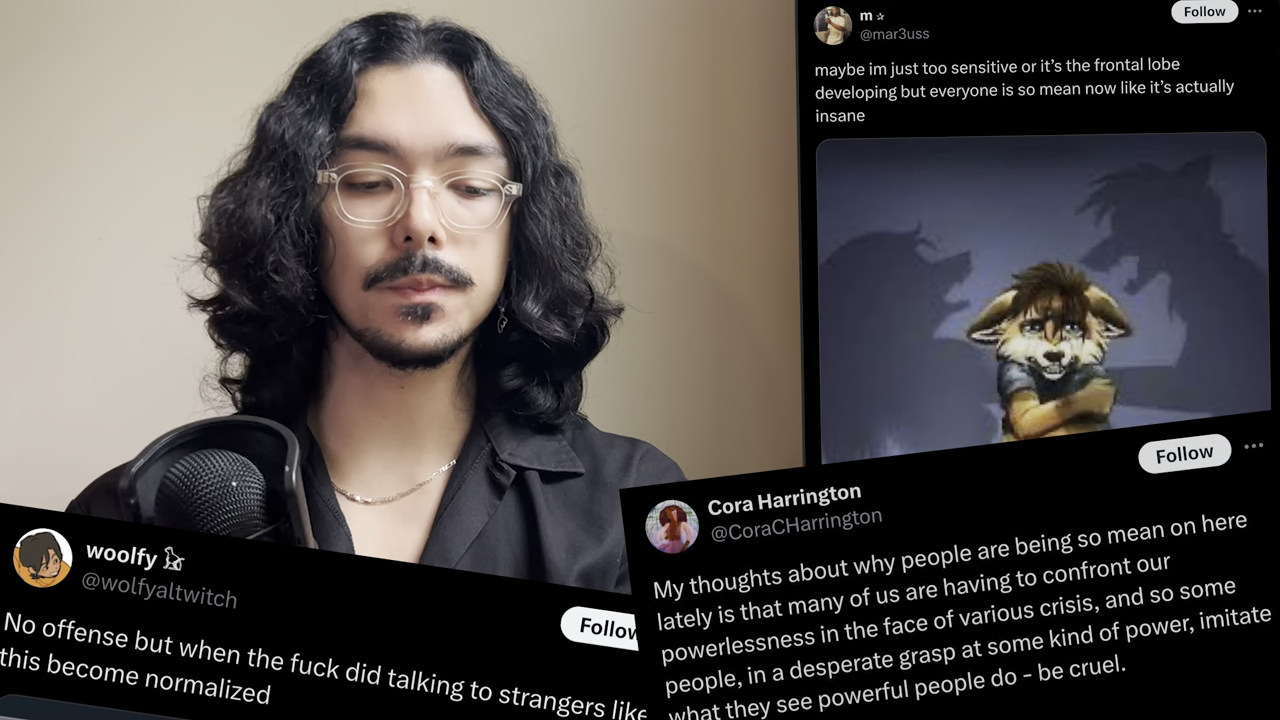 m ☆
@mar3uss
Follow
maybe im just too sensitive or it’s the frontal lobe
developing but everyone is so mean now like it’s actually
insane
woolfy
@wolfyaltwitch
Follow
No offense but when the fuck did talking to strangers like
this become normalized
Cora Harrington
@CoraCHarrington
Follow
My thoughts about why people are being so mean on here
lately is that many of us are having to confront our
powerlessness in the face of various crisis, and so some
people, in a desperate grasp at some kind of power, imitate
what they see powerful people do - be cruel.